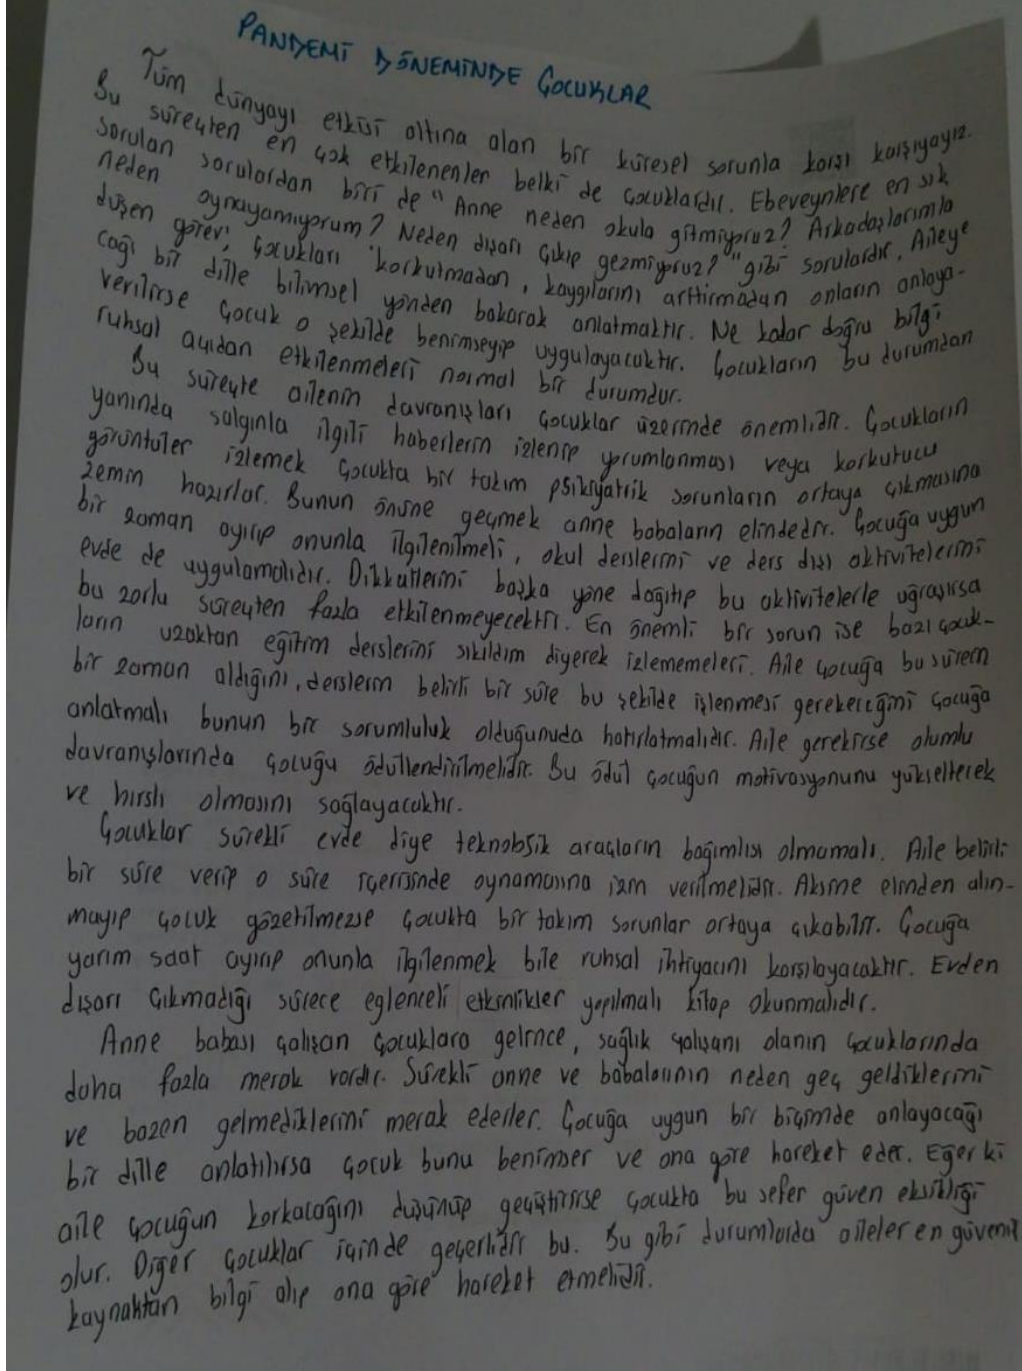 PANDEMİ DÖNEMİNDE ÇOCUKLAR
Tüm dünyayı etkisi altına alan bir küresel sorunla karşı karşıyayız.
Bu süreçten en çok etkilenenler belki de çocuklardır. Ebeveynlere en sık
sorulan sorulardan biri de "Anne neden okula gitmiyoruz? Arkadaşlarımla
neden oynayamıyorum? Neden dışarı çıkıp gezmiyoruz?" gibi sorulardır. Aileye
düşen görev; çocukları korkutmadan, kaygılarını arttırmadan onların anlaya-
cağı bir dille bilimsel yönden bakarak anlatmaktır. Ne kadar doğru bilgi
verilirse çocuk o şekilde benimseyip uygulayacaktır. Çocukların bu durumdan
ruhsal açıdan etkilenmeleri normal bir durumdur.
Bu süreçte ailenin davranışları çocuklar üzerinde önemlidir. Çocukların
yanında salgınla ilgili haberlerin izlenip yorumlanması veya korkutucu
görüntüler izlemek çocukta bir takım psikiyatrik sorunların ortaya çıkmasına
zemin hazırlar. Bunun önüne geçmek anne babaların elindedir. Çocuğa uygun
bir zaman ayırıp onunla ilgilenilmeli, okul derslerini ve ders dışı aktivitelerini
evde de uygulamalıdır. Dikkatlerini başka yöne dağıtıp bu aktivitelerle uğraşırsa
bu zorlu süreçten fazla etkilenmeyecektir. En önemli bir sorun ise bazı çocuk-
ların uzaktan eğitim derslerini sıkıldım diyerek izlememeleri. Aile çocuğa bu sürem
bir zaman aldığını, derslerin belirli bir süre bu şekilde işlenmesi gerekeceğini çocuğa
anlatmalı bunun bir sorumluluk olduğunuda hatırlatmalıdır. Aile gerekirse olumlu
davranışlarında çocuğu ödüllendirilmelidir. Bu ödül çocuğun motivasyonunu yükselterek
ve hırslı olmasını sağlayacaktır.
Çocuklar sürekli evde diye teknolojik araçların bağımlısı olmamalı. Aile belirli
bir süre verip o süre içerisinde oynamasına izin verilmelidir. Aksine elinden alın-
mayıp çocuk gözetilmezse çocukta bir takım sorunlar ortaya çıkabilir. Çocuğa
yarım saat ayırıp onunla ilgilenmek bile ruhsal ihtiyacını karşılayacaktır. Evden
dışarı çıkmadığı sürece eglenceli etkinlikler yapılmalı kitap okunmalıdır.
Anne babası çalışan çocuklara gelince, sağlık çalışanı olanın çocuklarında
daha fazla merak vardır. Sürekli anne ve babalarının neden geç geldiklerini
ve bazen gelmediklerini merak ederler. Çocuğa uygun bir biçimde anlayacağı
bir dille anlatılırsa çocuk bunu benimser ve ona göre hareket eder. Eğer ki
aile çocuğun korkacağını düşünüp geçiştirirse çocukta bu sefer güven eksikliği
olur. Diğer çocuklar içinde geçerlidir bu. Bu gibi durumlarda aileler en güvenil
kaynaktan bilgi alıp ona göre hareket etmelidir.